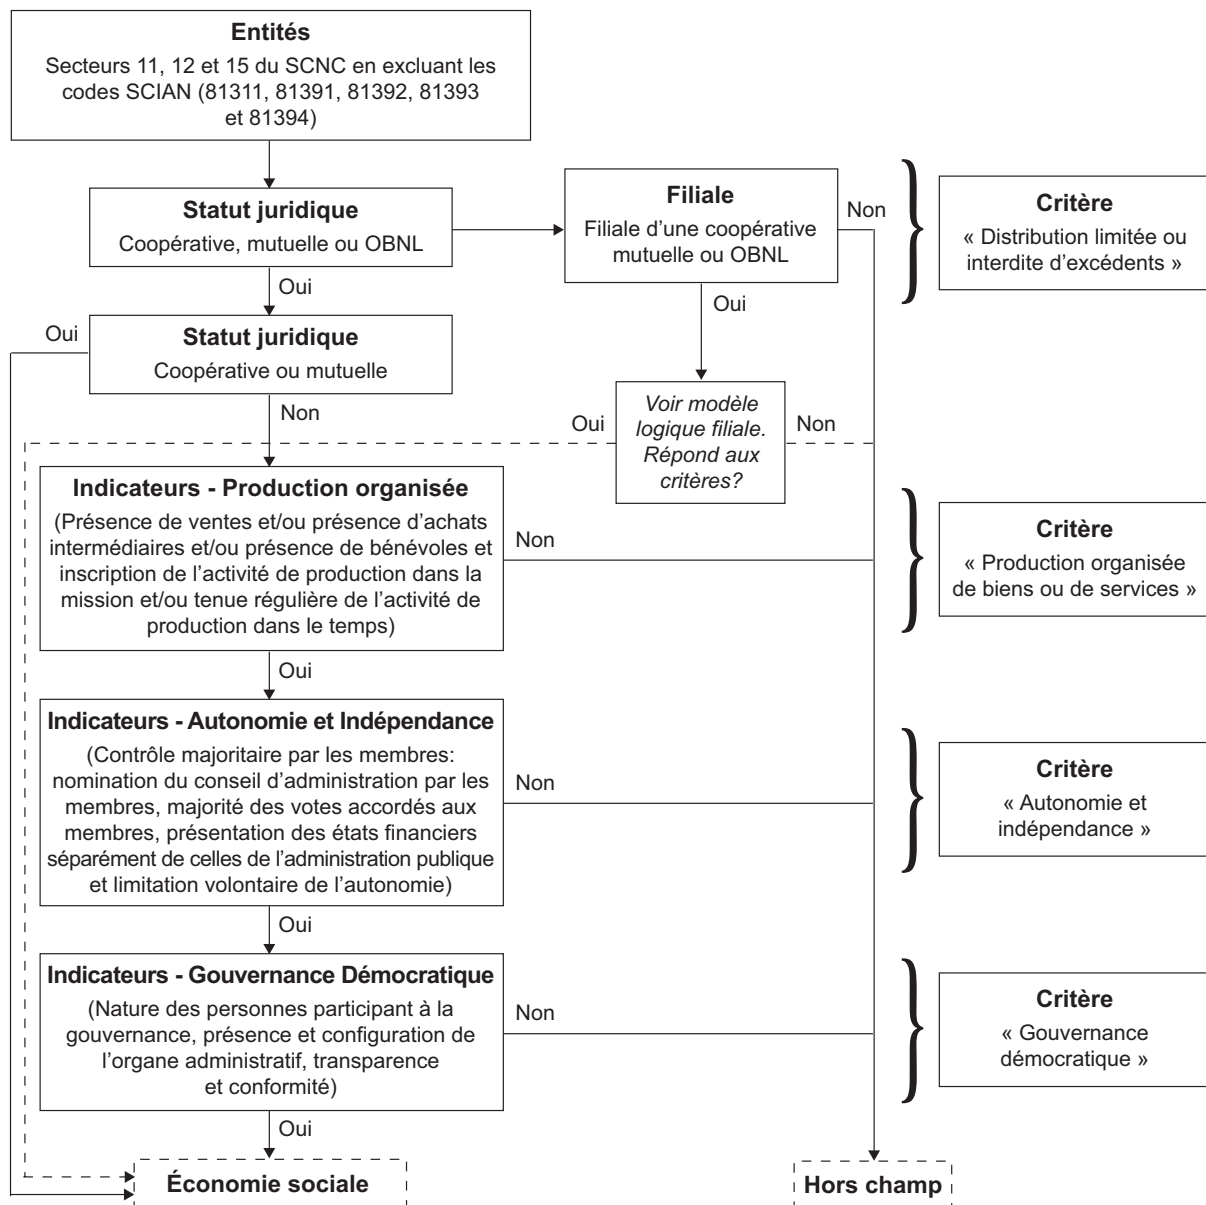 Entités
Secteurs 11, 12 et 15 du SCNC en excluant les
codes SCIAN (81311, 81391, 81392, 81393
et 81394)
Statut juridique
Coopérative, mutuelle ou OBNL
Filiale
Filiale d'une coopérative
mutuelle ou OBNL
Non
Critère
« Distribution limitée ou
interdite d'excédents »
Oui
Oui
Oui
Statut juridique
Coopérative ou mutuelle
Non
Oui
Voir modèle
logique filiale.
Répond aux
critères?
Non
Indicateurs - Production organisée
(Présence de ventes et/ou présence d'achats
intermédiaires et/ou présence de bénévoles et
inscription de l'activité de production dans la
mission et/ou tenue régulière de l'activité de
production dans le temps)
Non
Critère
« Production organisée
de biens ou de services »
Oui
Indicateurs - Autonomie et Indépendance
(Contrôle majoritaire par les membres:
nomination du conseil d'administration par les
membres, majorité des votes accordés aux
membres, présentation des états financiers
séparément de celles de l'administration publique
et limitation volontaire de l'autonomie)
Non
Critère
« Autonomie et
indépendance »
Oui
Indicateurs - Gouvernance Démocratique
(Nature des personnes participant à la
gouvernance, présence et configuration de
l'organe administratif, transparence
et conformité)
Non
Critère
« Gouvernance
démocratique »
Oui
Économie sociale
Hors champ